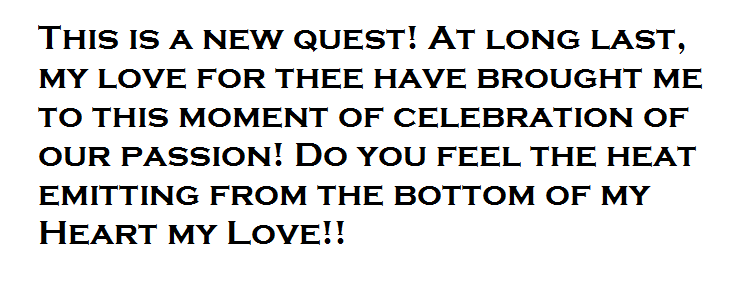 This is a new quest! At long last,
my love for thee have brought me
to this moment of celebration of
our passion! Do you feel the heat
emitting from the bottom of my
Heart my Love!!